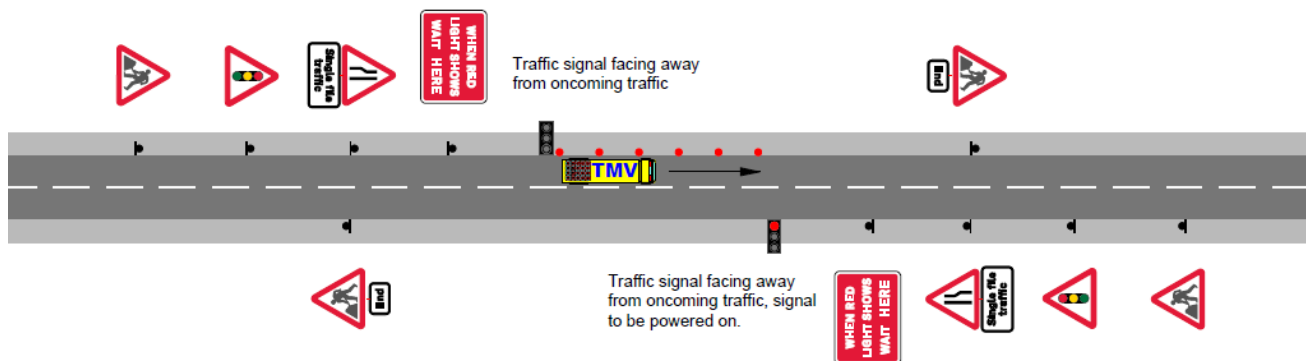 Single file
traffic
WHEN RED
LIGHT SHOWS
WAIT HERE
Traffic signal facing away
from oncoming traffic
End
TMV
End
Traffic signal facing away
from oncoming traffic, signal
to be powered on.
WHEN RED
LIGHT SHOWS
WAIT HERE
Single file
traffic